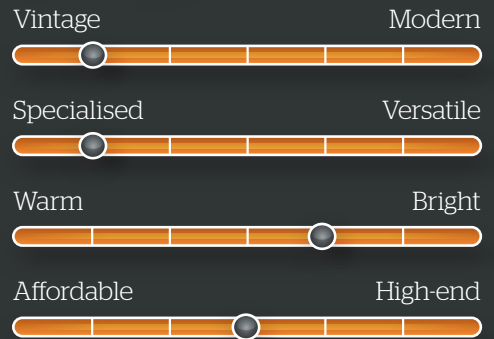 Vintage Modern
Specialised Versatile
Warm Bright
Affordable High-end